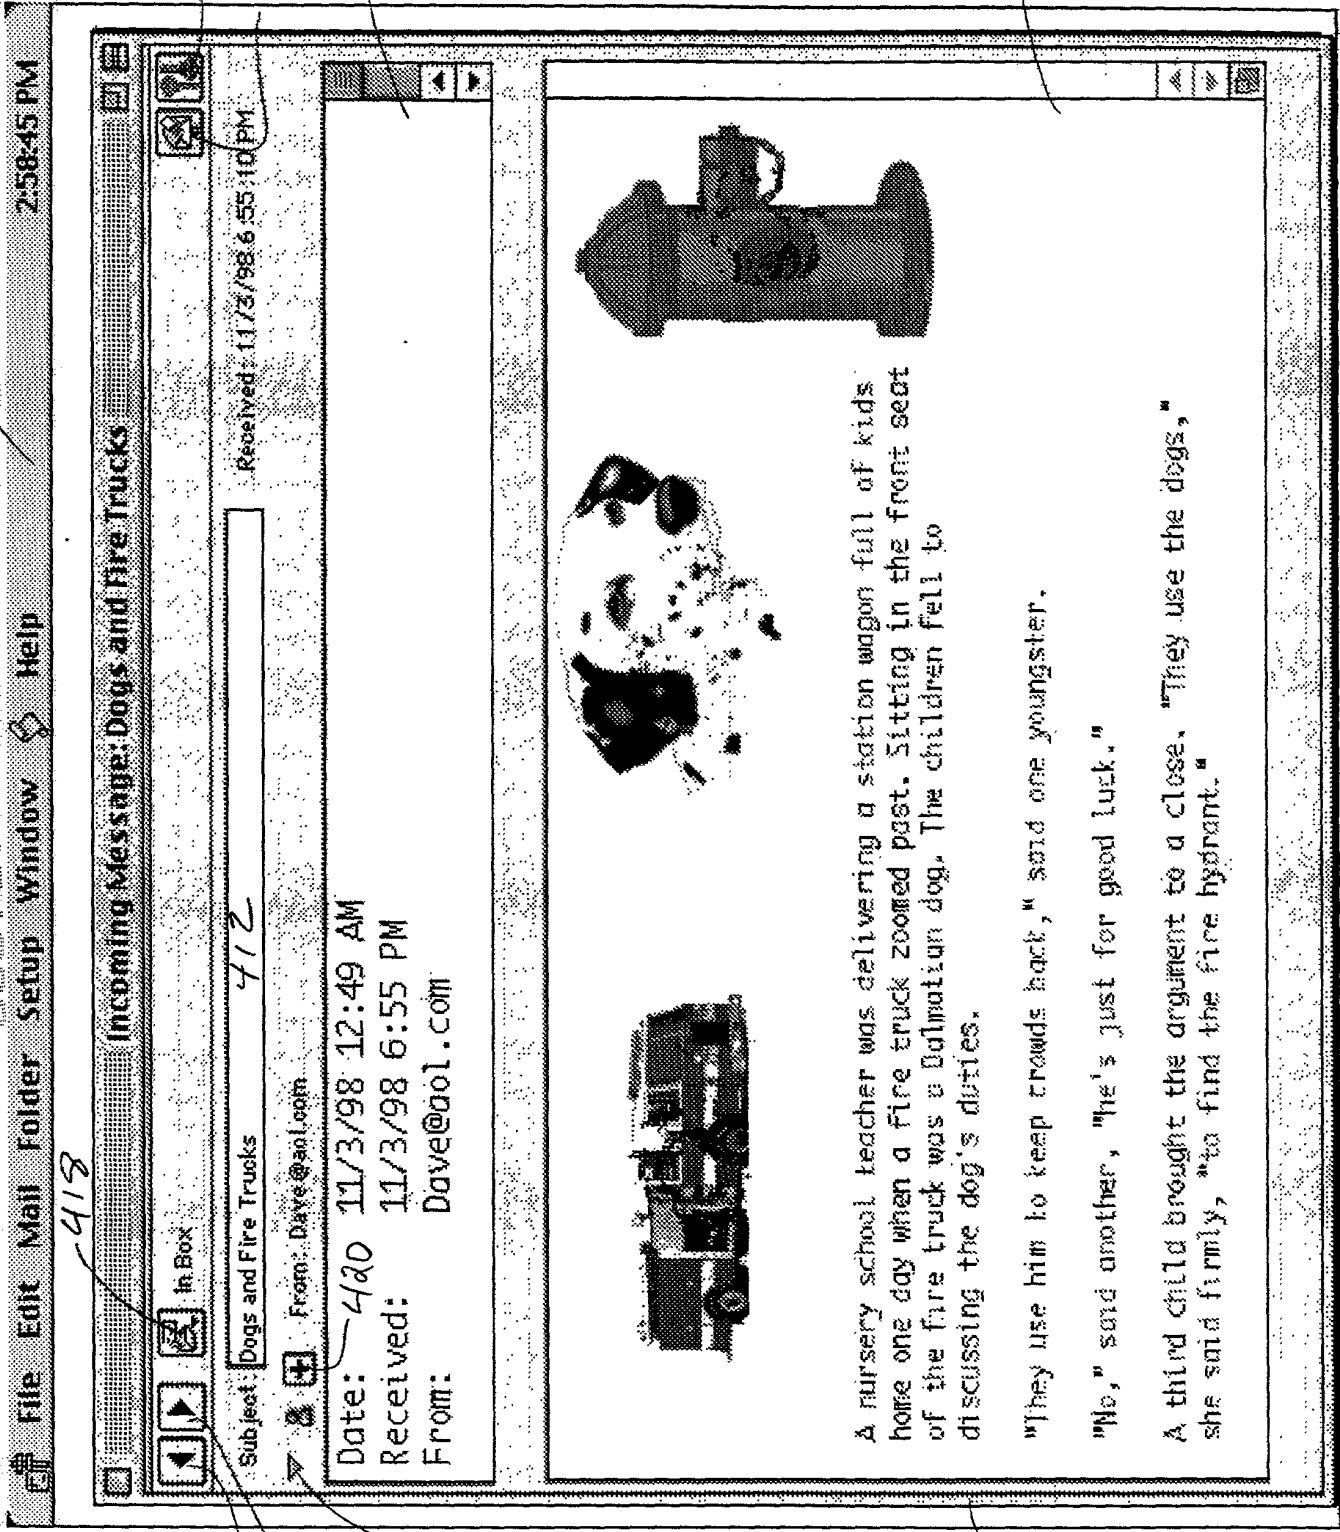 File Edit Mail Folder Setup Window Help 2:58:45 PM
418
Incoming Message: Dogs and Fire Trucks
In Box
Subject: Dogs and Fire Trucks 412 Received: 11/3/98 6:55:10 PM
From: Dave@aol.com
Date: 420 11/3/98 12:49 AM
Received: 11/3/98 6:55 PM
From: Dave@aol.com
A nursery school teacher was delivering a station wagon full of kids
home one day when a fire truck zoomed past. Sitting in the front seat
of the fire truck was a Dalmatian dog. The children fell to
discussing the dog's duties.
"They use him to keep crowds back," said one youngster.
"No," said another, "he's just for good luck."
A third child brought the argument to a close. "They use the dogs,"
she said firmly, "to find the fire hydrant."